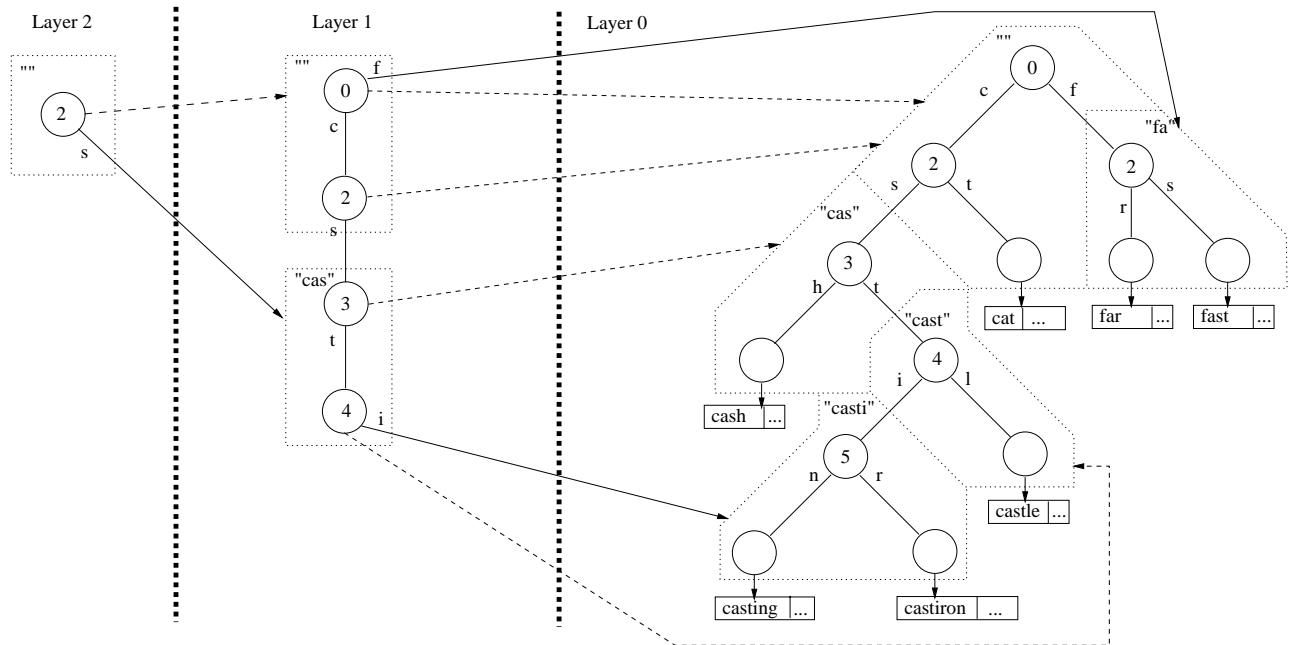 Layer 2
Layer 1
Layer 0
""
2
s
""
f
0
c
2
s
"cas"
3
t
4
i
""
0
c
f
"fa"
2
s
t
2
r
s
"cas"
3
h
t
cat ...
far ...
fast ...
"cast"
4
i
l
cash ...
"casti"
5
n
r
castle ...
casting ...
castiron ...